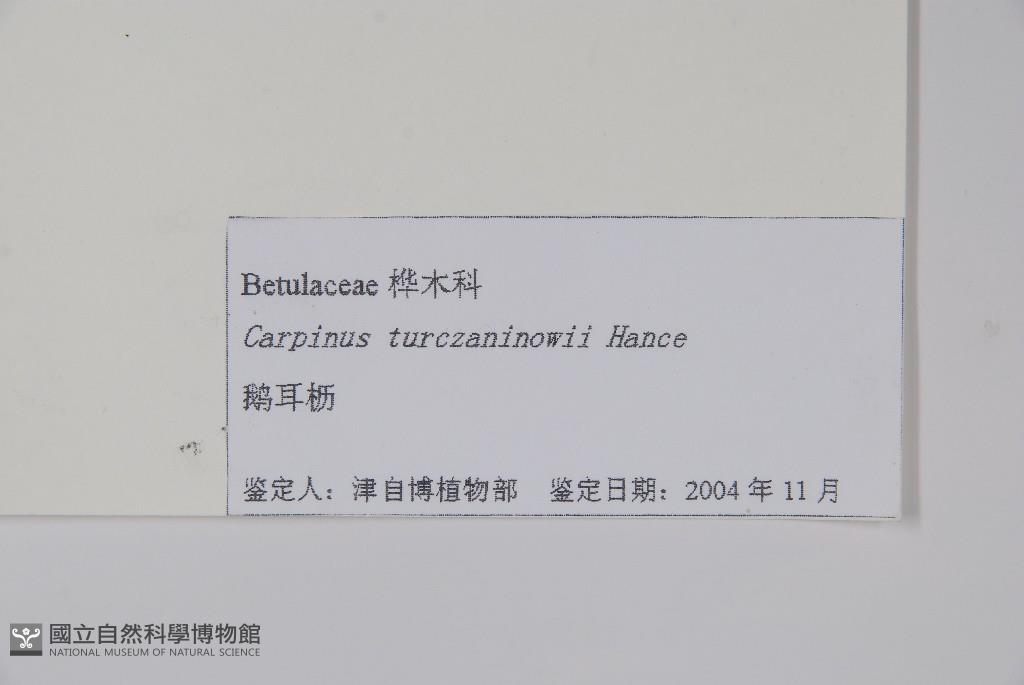 Betulaceae 桦木科
Carpinus turczaninowii Hance
鹅耳枥
鉴定人：津自博植物部 鉴定日期：2004 年 11 月
國立自然科學博物館
NATIONAL MUSEUM OF NATURAL SCIENCE